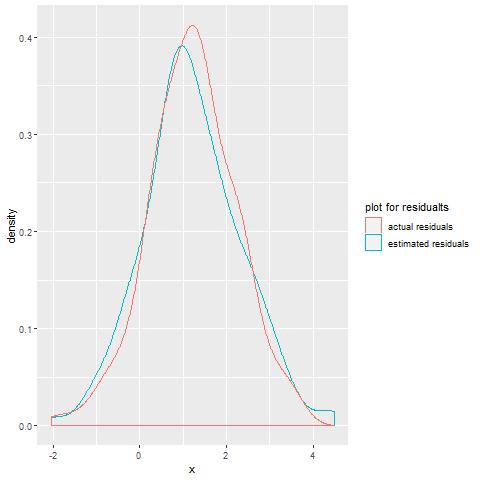 0.4
0.3
0.2
0.1
0.0
density
-2
0
2
4
x
plot for residualts
actual residuals
estimated residuals